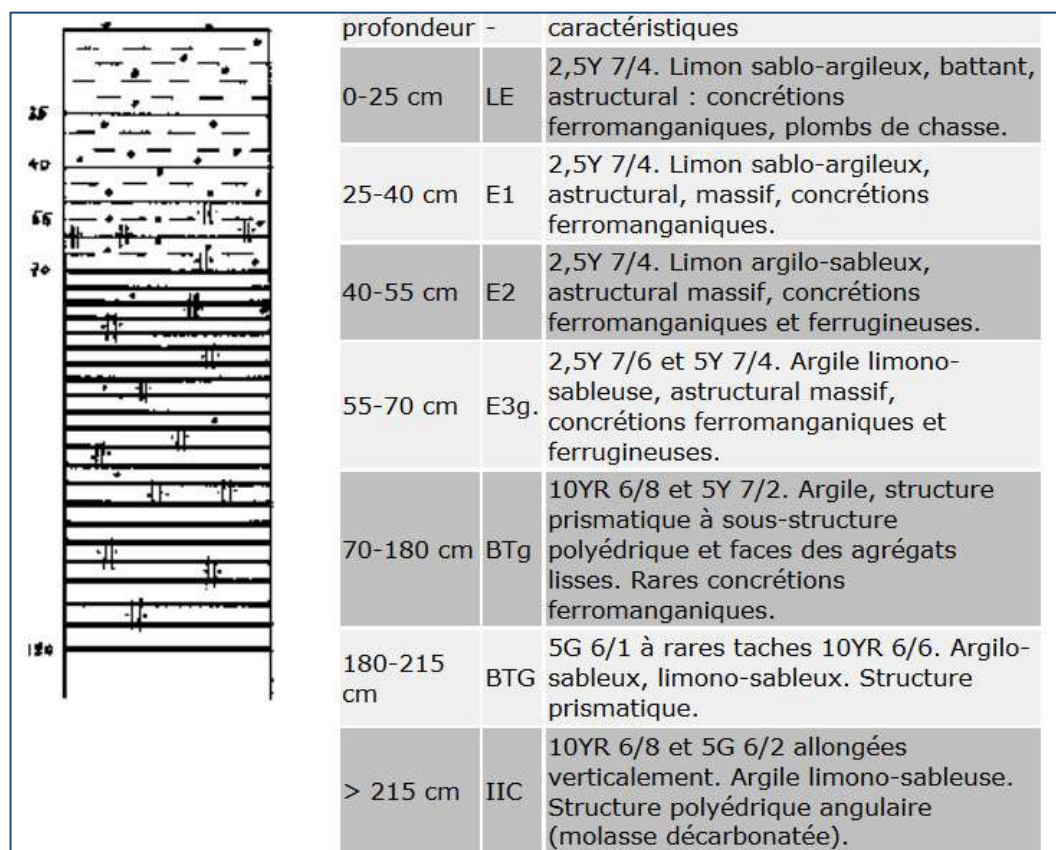 profondeur - caractéristiques
0-25 cm LE 2,5Y 7/4. Limon sablo-argileux, battant,
astructural : concrétions
ferromanganiques, plombs de chasse.
25-40 cm E1 2,5Y 7/4. Limon sablo-argileux,
astructural, massif, concrétions
ferromanganiques.
40-55 cm E2 2,5Y 7/4. Limon argilo-sableux,
astructural massif, concrétions
ferromanganiques et ferrugineuses.
55-70 cm E3g. 2,5Y 7/6 et 5Y 7/4. Argile limono-
sableuse, astructural massif,
concrétions ferromanganiques et
ferrugineuses.
70-180 cm BTg 10YR 6/8 et 5Y 7/2. Argile, structure
prismatique à sous-structure
polyédrique et faces des agrégats
lisses. Rares concrétions
ferromanganiques.
180-215
cm BTG 5G 6/1 à rares taches 10YR 6/6. Argilo-
sableux, limono-sableux. Structure
prismatique.
> 215 cm IIC 10YR 6/8 et 5G 6/2 allongées
verticalement. Argile limono-sableuse.
Structure polyédrique angulaire
(molasse décarbonatée).
25
40
55
70
180